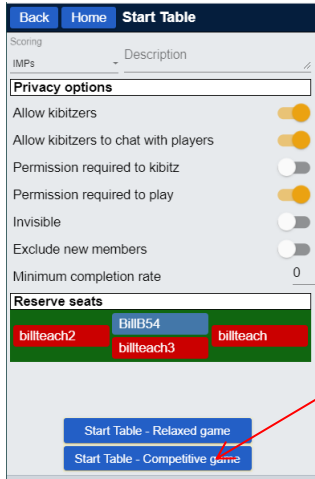 Back Home Start Table
Scoring
IMPs Description
Privacy options
Allow kibitzers
Allow kibitzers to chat with players
Permission required to kibitz
Permission required to play
Invisible
Exclude new members
Minimum completion rate 0
Reserve seats
BillB54
billteach2 billteach
billteach3
Start Table - Relaxed game
Start Table - Competitive game